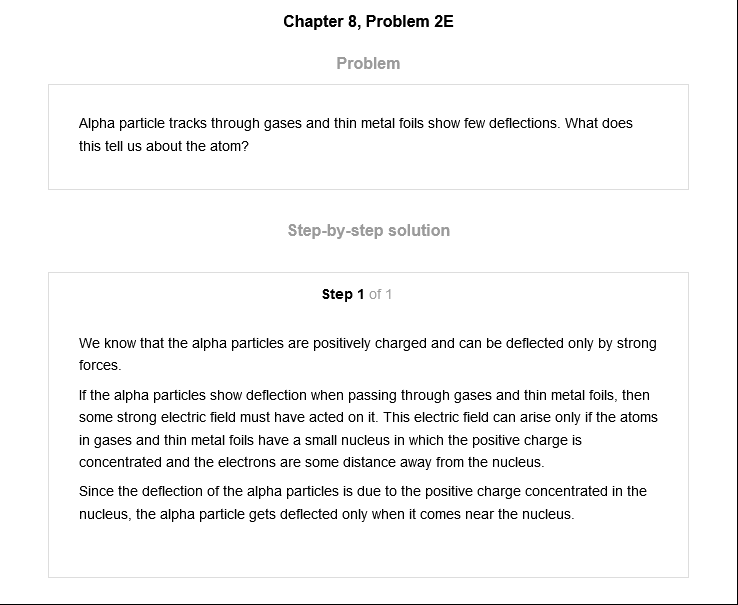 Chapter 8, Problem 2E
Problem
Alpha particle tracks through gases and thin metal foils show few deflections. What does
this tell us about the atom?
Step-by-step solution
Step 1 of 1
We know that the alpha particles are positively charged and can be deflected only by strong
forces.
If the alpha particles show deflection when passing through gases and thin metal foils, then
some strong electric field must have acted on it. This electric field can arise only if the atoms
in gases and thin metal foils have a small nucleus in which the positive charge is
concentrated and the electrons are some distance away from the nucleus.
Since the deflection of the alpha particles is due to the positive charge concentrated in the
nucleus, the alpha particle gets deflected only when it comes near the nucleus.